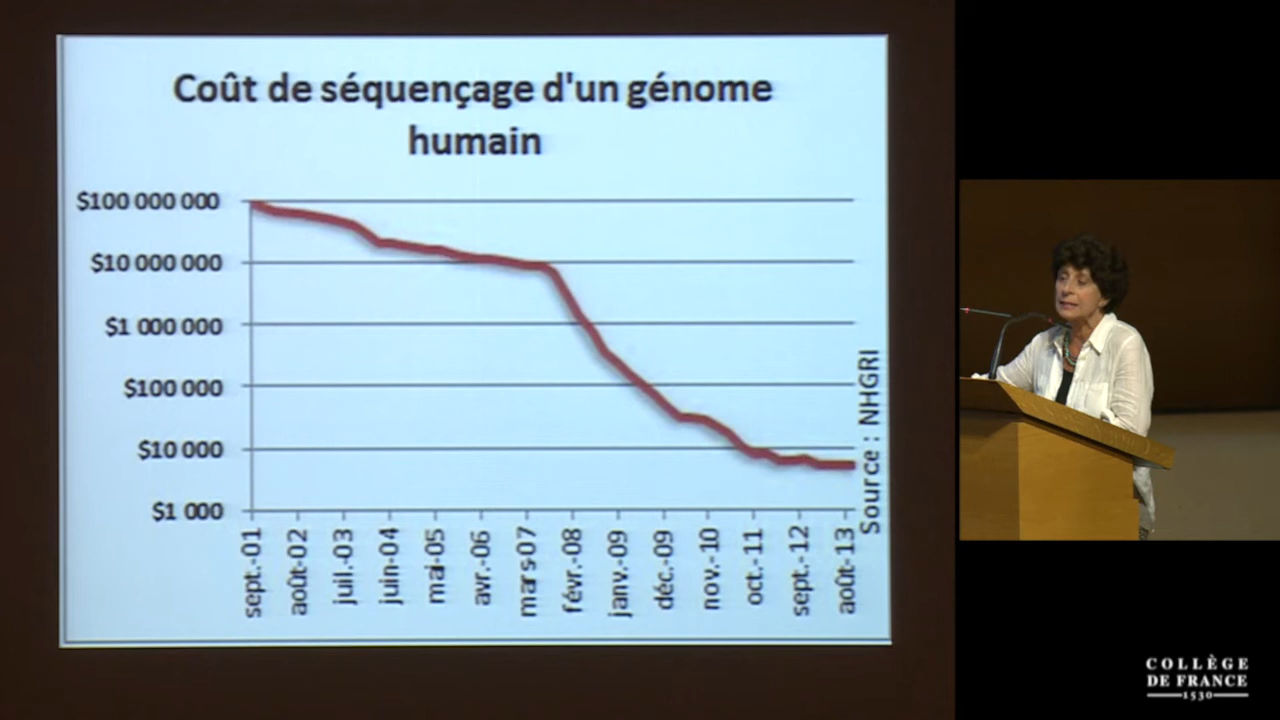 Coût de séquençage d'un génome
humain
$100 000 000
$10 000 000
$1 000 000
$100 000
$10 000
$1 000
sept.-01
août-02
juil.-03
juin-04
mai-05
avr.-06
mars-07
févr.-08
janv.-09
déc.-09
nov.-10
oct.-11
sept.-12
août-13
Source : NHGRI
COLLÈGE
DE FRANCE
1530